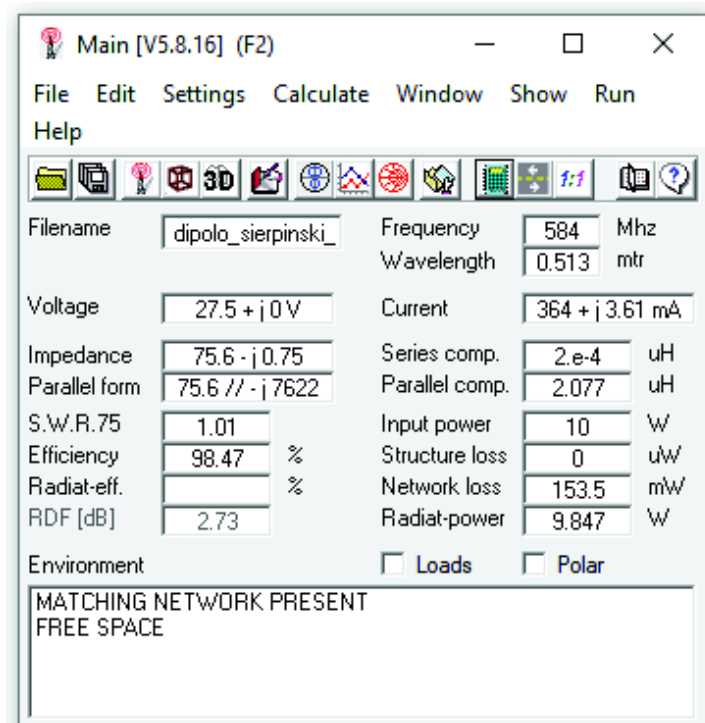 Main [V5.8.16] (F2)
File Edit Settings Calculate Window Show Run
Help
3D 1:1
Filename dipolo_sierpinski_ Frequency 584 Mhz
Wavelength 0.513 mtr
Voltage 27.5 + j 0 V Current 364 + j 3.61 mA
Impedance 75.6 - j 0.75 Series comp. 2.e-4 uH
Parallel form 75.6 // - j 7622 Parallel comp. 2.077 uH
S.W.R.75 1.01 Input power 10 W
Efficiency 98.47 % Structure loss 0 uW
Radiat-eff. % Network loss 153.5 mW
RDF [dB] 2.73 Radiat-power 9.847 W
Environment Loads Polar
MATCHING NETWORK PRESENT
FREE SPACE